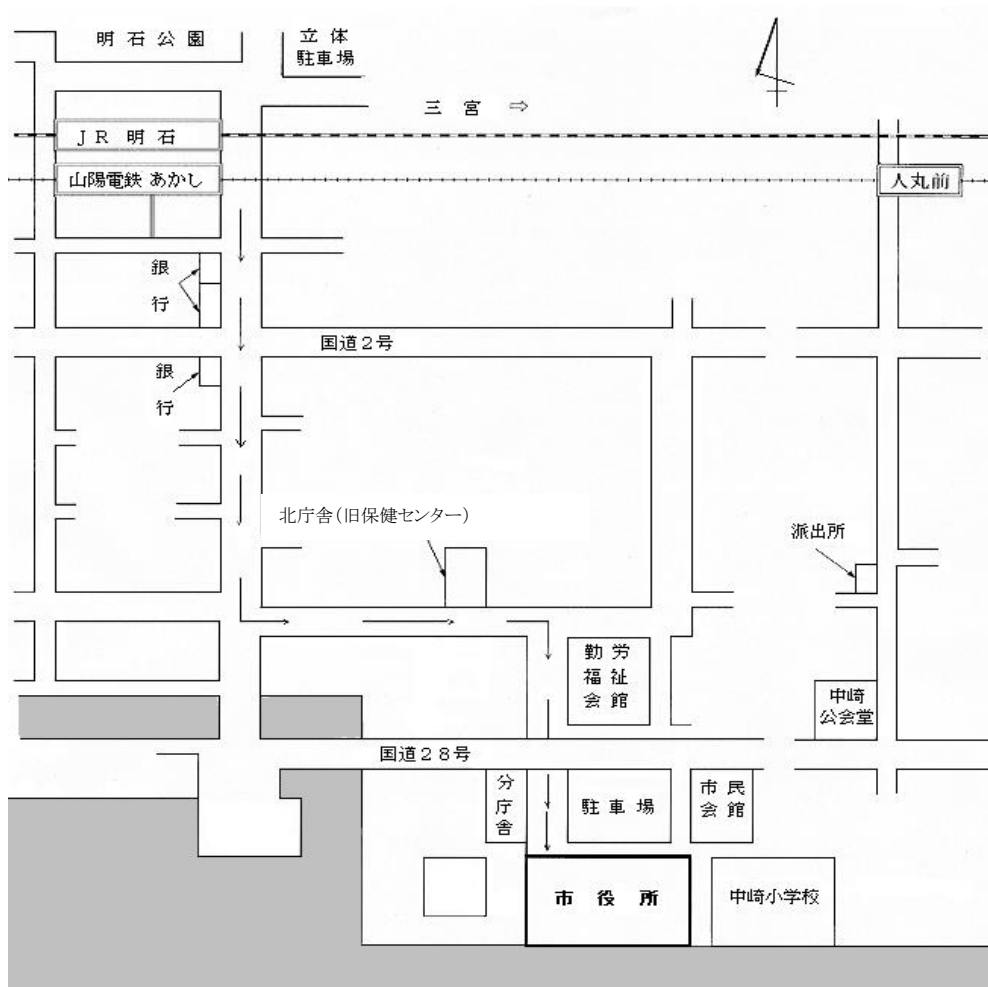 明石公園
立体
駐車場
三宮 ⇒
ＪＲ 明石
山陽電鉄 あかし
人丸前
銀
行
国道２号
銀
行
北庁舎（旧保健センター）
派出所
勤労
福祉
会館
中崎
公会堂
国道２８号
分
庁
舎
駐車場
市民
会館
市役所
中崎小学校